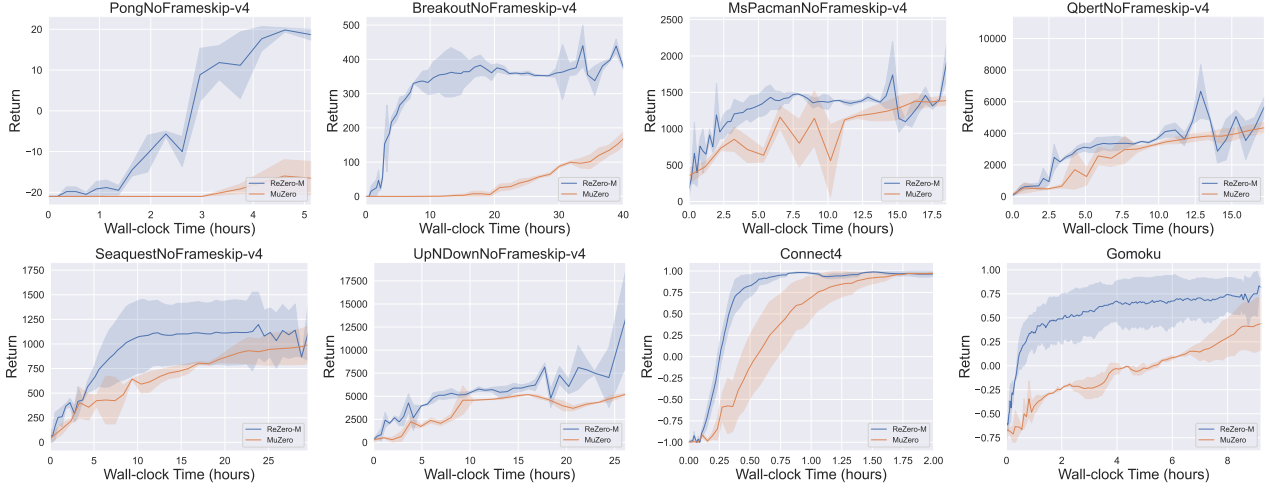 PongNoFrameskip-v4
20
10
0
−10
−20
Return
0 1 2 3 4 5
Wall-clock Time (hours)
ReZero-M
MuZero
BreakoutNoFrameskip-v4
500
400
300
200
100
0
Return
0 10 20 30 40
Wall-clock Time (hours)
ReZero-M
MuZero
MsPacmanNoFrameskip-v4
2500
2000
1500
1000
500
0
Return
0.0 2.5 5.0 7.5 10.0 12.5 15.0 17.5
Wall-clock Time (hours)
ReZero-M
MuZero
QbertNoFrameskip-v4
10000
8000
6000
4000
2000
0
Return
0.0 2.5 5.0 7.5 10.0 12.5 15.0
Wall-clock Time (hours)
ReZero-M
MuZero
SeaquestNoFrameskip-v4
1750
1500
1250
1000
750
500
250
0
Return
0 5 10 15 20 25
Wall-clock Time (hours)
ReZero-M
MuZero
UpNDownNoFrameskip-v4
17500
15000
12500
10000
7500
5000
2500
0
Return
0 5 10 15 20 25
Wall-clock Time (hours)
ReZero-M
MuZero
Connect4
1.00
0.75
0.50
0.25
0.00
−0.25
−0.50
−0.75
−1.00
Return
0.00 0.25 0.50 0.75 1.00 1.25 1.50 1.75 2.00
Wall-clock Time (hours)
ReZero-M
MuZero
Gomoku
1.00
0.75
0.50
0.25
0.00
−0.25
−0.50
−0.75
Return
0 2 4 6 8
Wall-clock Time (hours)
ReZero-M
MuZero